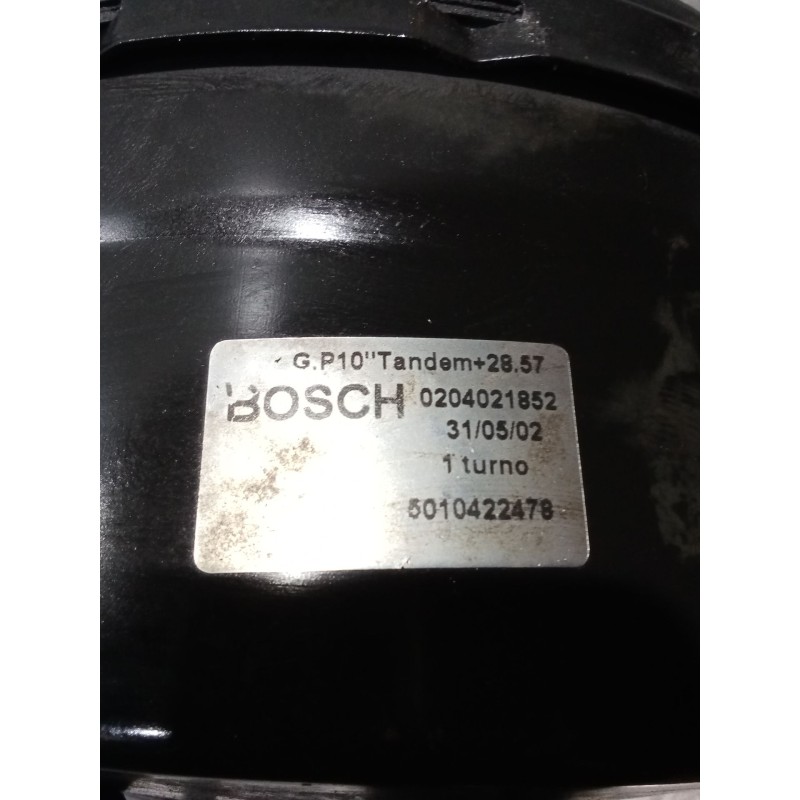 G.P10"Tandem+28.57
BOSCH 0204021852
31/05/02
1 turno
5010422478